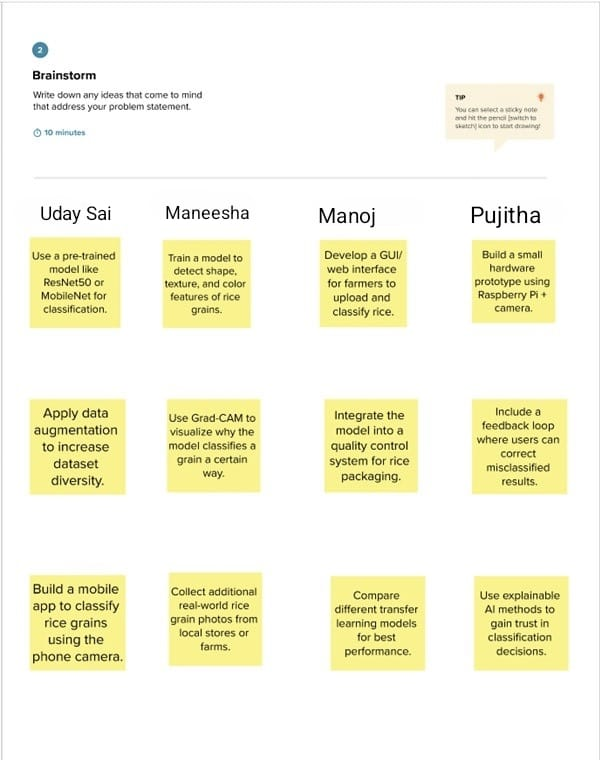 2
Brainstorm
Write down any ideas that come to mind
that address your problem statement.
10 minutes
TIP
You can select a sticky note
and hit the pencil [switch to
sketch] icon to start drawing!
Uday Sai
Maneesha
Manoj
Pujitha
Use a pre-trained
model like
ResNet50 or
MobileNet for
classification.
Train a model to
detect shape,
texture, and color
features of rice
grains.
Develop a GUI/
web interface
for farmers to
upload and
classify rice.
Build a small
hardware
prototype using
Raspberry Pi +
camera.
Apply data
augmentation
to increase
dataset
diversity.
Use Grad-CAM to
visualize why the
model classifies a
grain a certain
way.
Integrate the
model into a
quality control
system for rice
packaging.
Include a
feedback loop
where users can
correct
misclassified
results.
Build a mobile
app to classify
rice grains
using the
phone camera.
Collect additional
real-world rice
grain photos from
local stores or
farms.
Compare
different transfer
learning models
for best
performance.
Use explainable
AI methods to
gain trust in
classification
decisions.